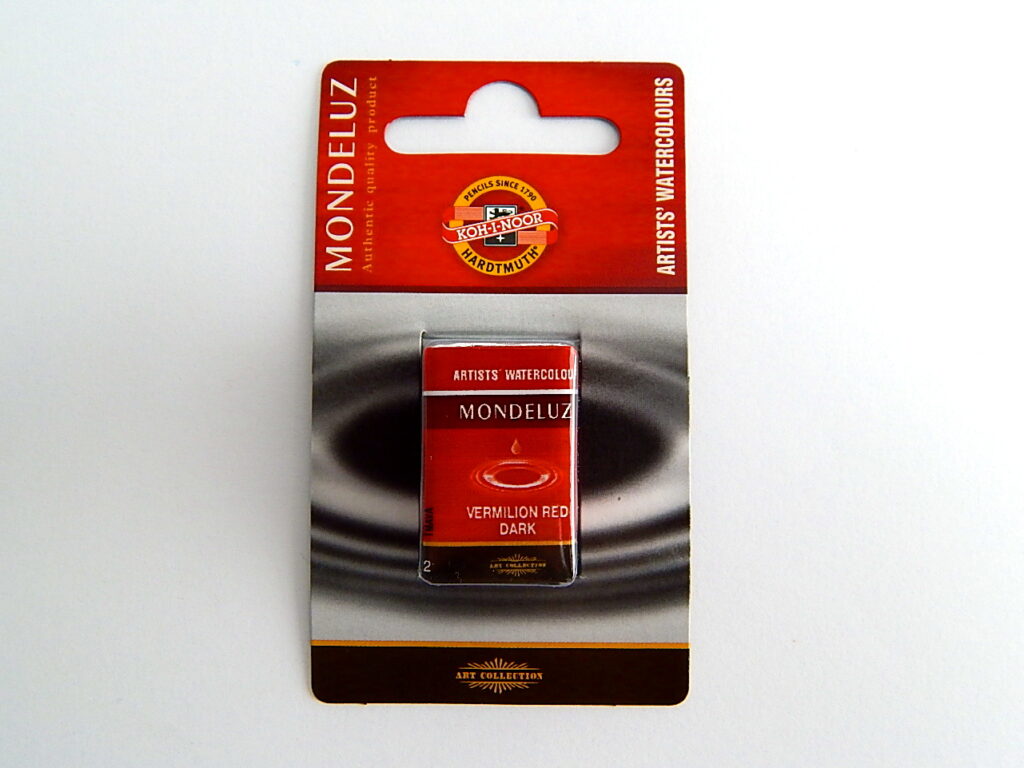 MONDELUZ
Authentic quality product
ARTISTS' WATERCOLOURS
PENCILS SINCE 1790
KOH-I-NOOR
HARDTMUTH
ARTISTS' WATERCOLOU
MONDELUZ
VERMILION RED
DARK
2
ART COLLECTION
ART COLLECTION